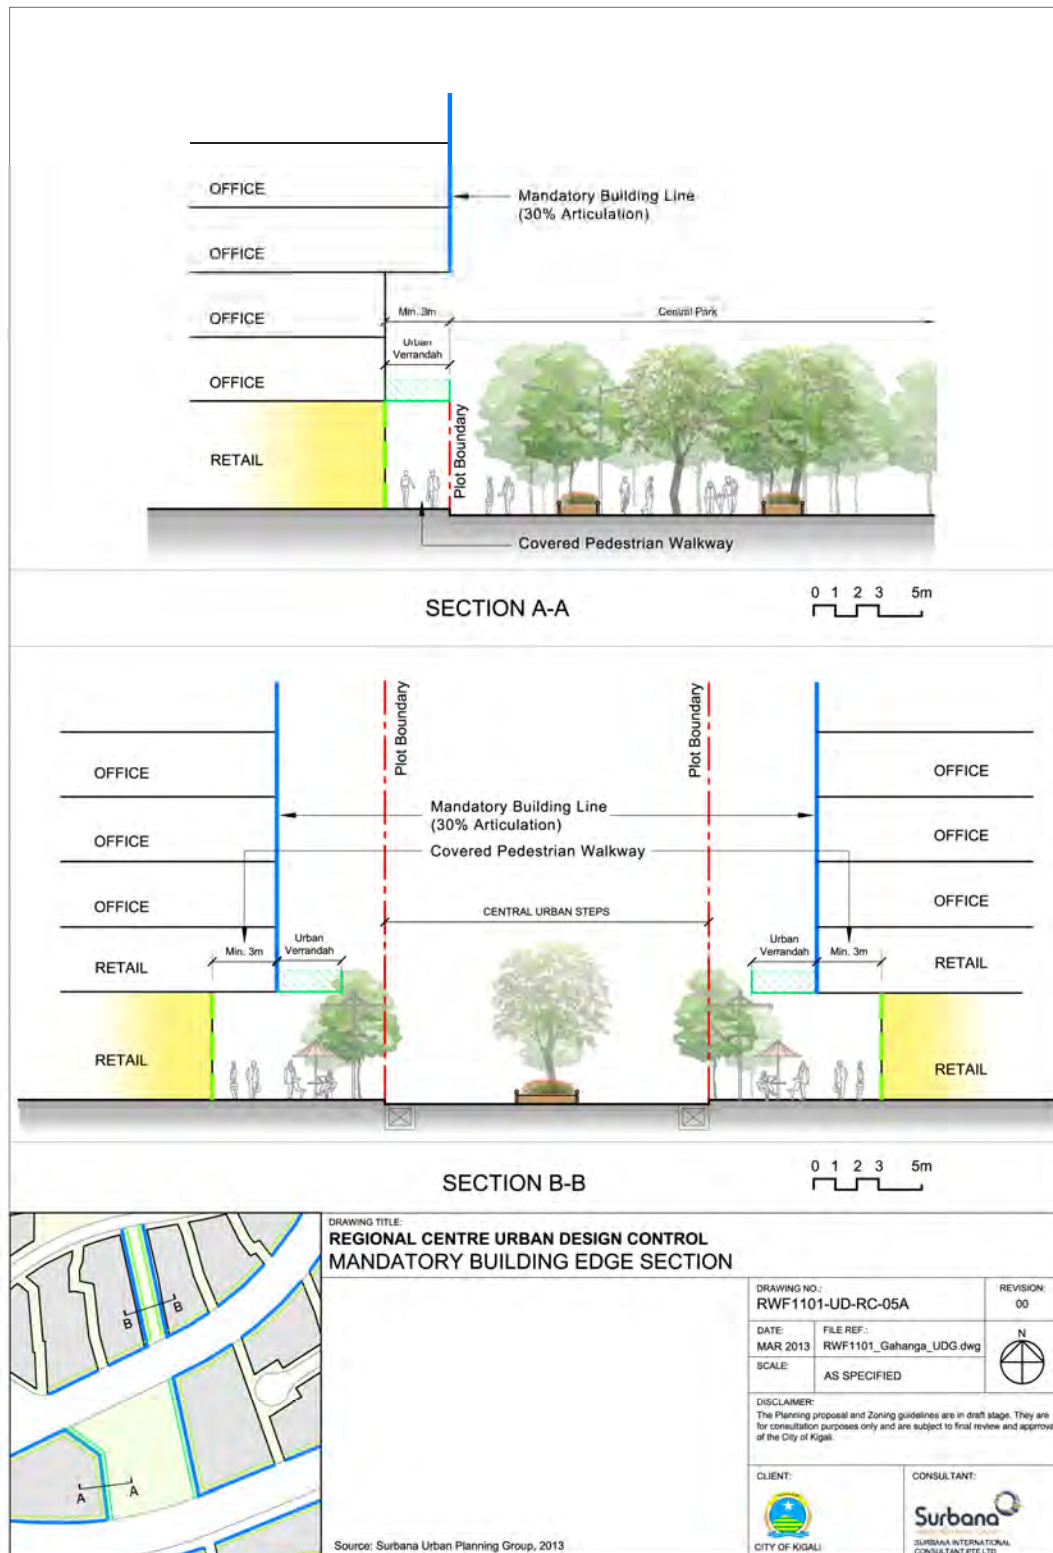 OFFICE
Mandatory Building Line
(30% Articulation)
OFFICE
OFFICE
Min. 3m
Central Park
Urban
Verrandah
OFFICE
RETAIL
Plot Boundary
Covered Pedestrian Walkway
SECTION A-A
0 1 2 3 5m
Plot Boundary
Plot Boundary
OFFICE
OFFICE
Mandatory Building Line
(30% Articulation)
OFFICE
OFFICE
Covered Pedestrian Walkway
OFFICE
OFFICE
CENTRAL URBAN STEPS
Min. 3m
Urban
Verrandah
Urban
Verrandah
Min. 3m
RETAIL
RETAIL
RETAIL
RETAIL
SECTION B-B
0 1 2 3 5m
B
B
A
A
DRAWING TITLE:
REGIONAL CENTRE URBAN DESIGN CONTROL
MANDATORY BUILDING EDGE SECTION
DRAWING NO.:
RWF1101-UD-RC-05A
REVISION:
00
DATE:
MAR 2013
FILE REF.:
RWF1101_Gahanga_UDG.dwg
N
SCALE:
AS SPECIFIED
DISCLAIMER:
The Planning proposal and Zoning guidelines are in draft stage. They are
for consultation purposes only and are subject to final review and approval
of the City of Kigali.
CLIENT:
CITY OF KIGALI
CONSULTANT:
Surbana
SURBANA INTERNATIONAL
CONSULTANT PTE LTD
Source: Surbana Urban Planning Group, 2013